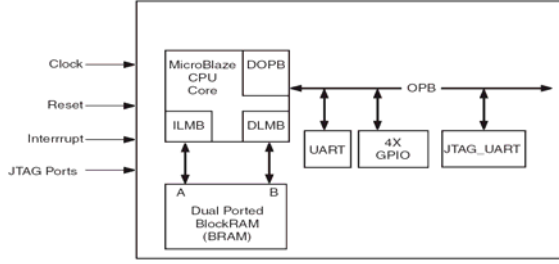 Clock
Reset
Interrrupt
JTAG Ports
MicroBlaze
CPU
Core
DOPB
ILMB
DLMB
OPB
UART
4X
GPIO
JTAG_UART
A
B
Dual Ported
BlockRAM
(BRAM)